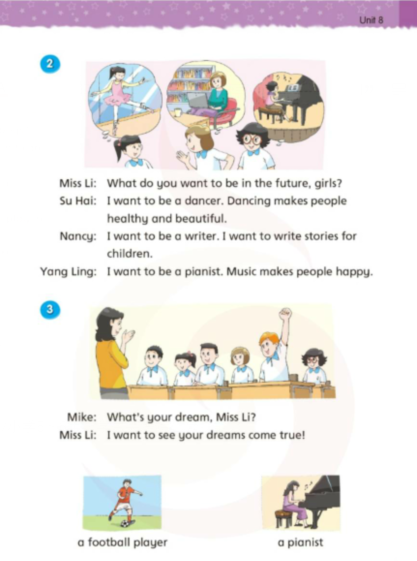 Unit 8
2
Miss Li: What do you want to be in the future, girls?
Su Hai: I want to be a dancer. Dancing makes people
healthy and beautiful.
Nancy: I want to be a writer. I want to write stories for
children.
Yang Ling: I want to be a pianist. Music makes people happy.
3
Mike: What's your dream, Miss Li?
Miss Li: I want to see your dreams come true!
a football player
a pianist